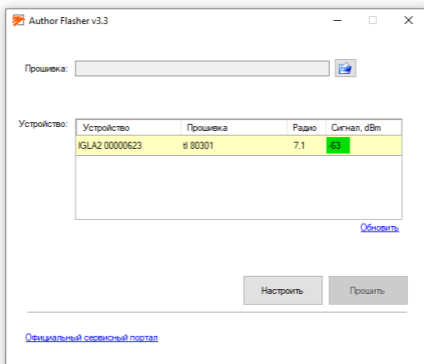 Author Flasher v3.3
Прошивка:
Устройство:
Устройство Прошивка Радио Сигнал, dBm
IGLA2 00000623 tl 80301 7.1 -63
Обновить
Настроить Прошить
Официальный сервисный портал